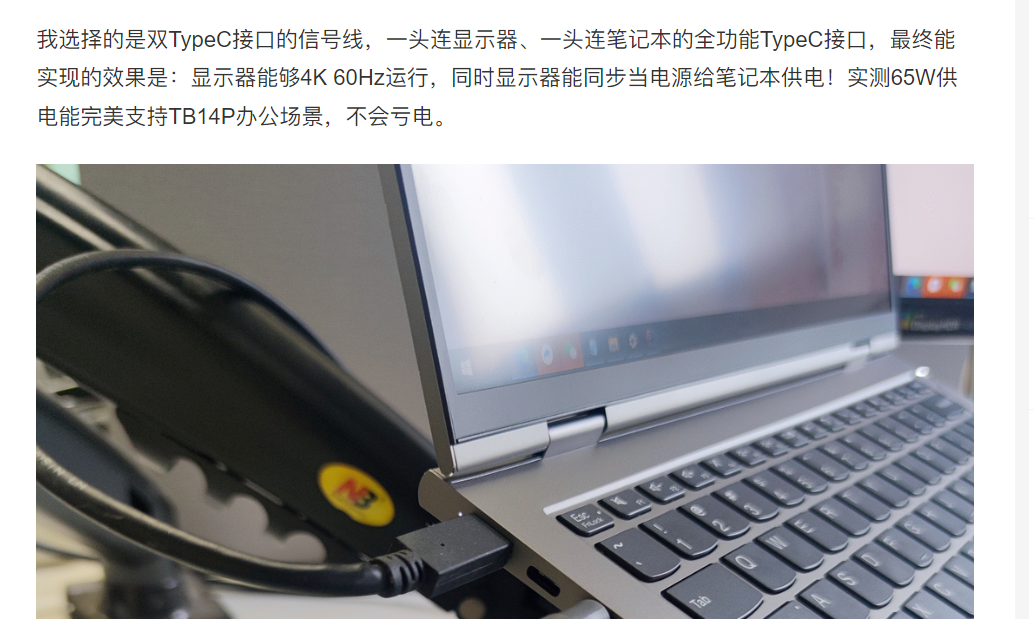 我选择的是双TypeC接口的信号线，一头连显示器、一头连笔记本的全功能TypeC接口，最终能
实现的效果是：显示器能够4K 60Hz运行，同时显示器能同步当电源给笔记本供电！实测65W供
电能完美支持TB14P办公场景，不会亏电。
Esc
FnLock
~
!
1
@
2
#
3
$
4
Tab
Q
W
E
A
S
D